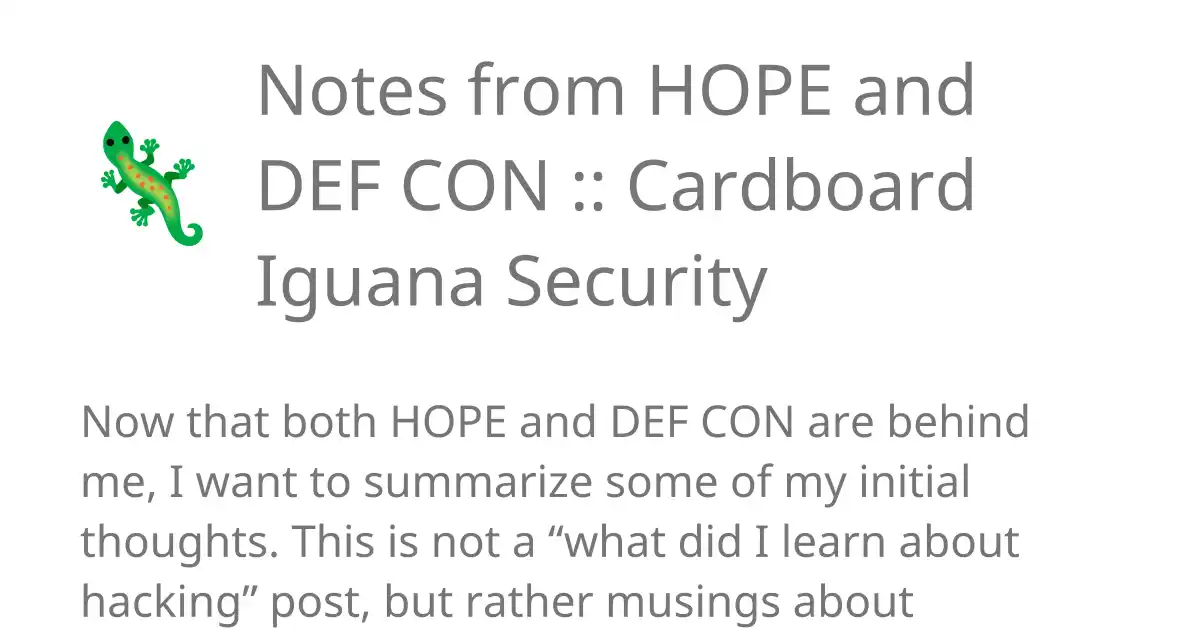 Notes from HOPE and
DEF CON :: Cardboard
Iguana Security
Now that both HOPE and DEF CON are behind
me, I want to summarize some of my initial
thoughts. This is not a “what did I learn about
hacking” post, but rather musings about